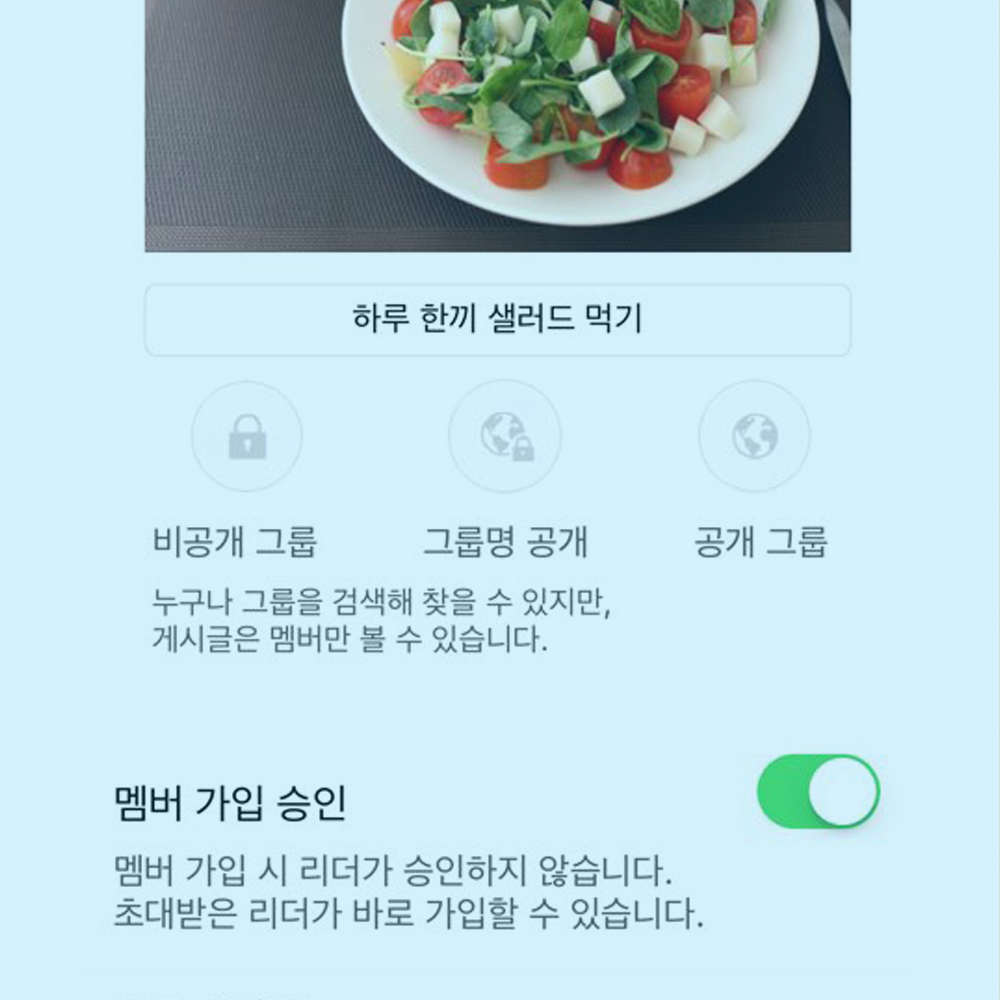 하루 한끼 샐러드 먹기
비공개 그룹
그룹명 공개
공개 그룹
누구나 그룹을 검색해 찾을 수 있지만,
게시글은 멤버만 볼 수 있습니다.
멤버 가입 승인
멤버 가입 시 리더가 승인하지 않습니다.
초대받은 리더가 바로 가입할 수 있습니다.